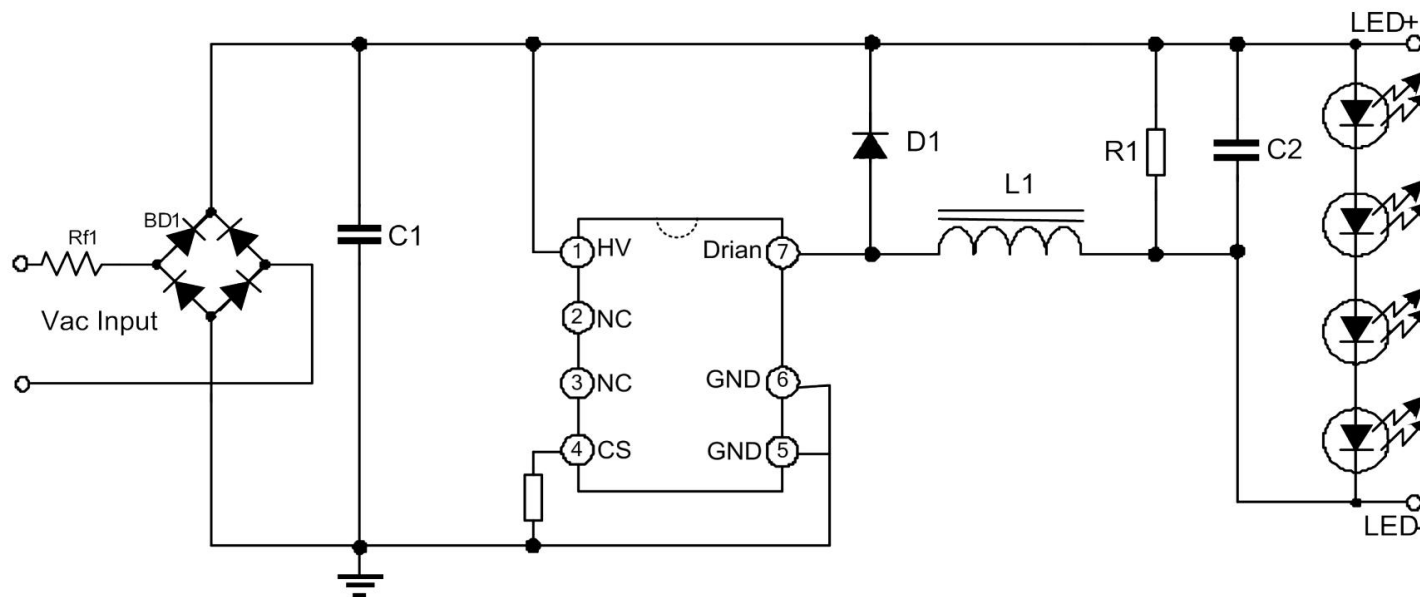 LED+
D1
R1
C2
L1
BD1
Rf1
C1
1 HV
Drian 7
Vac Input
2 NC
3 NC
GND 6
4 CS
GND 5
LED-